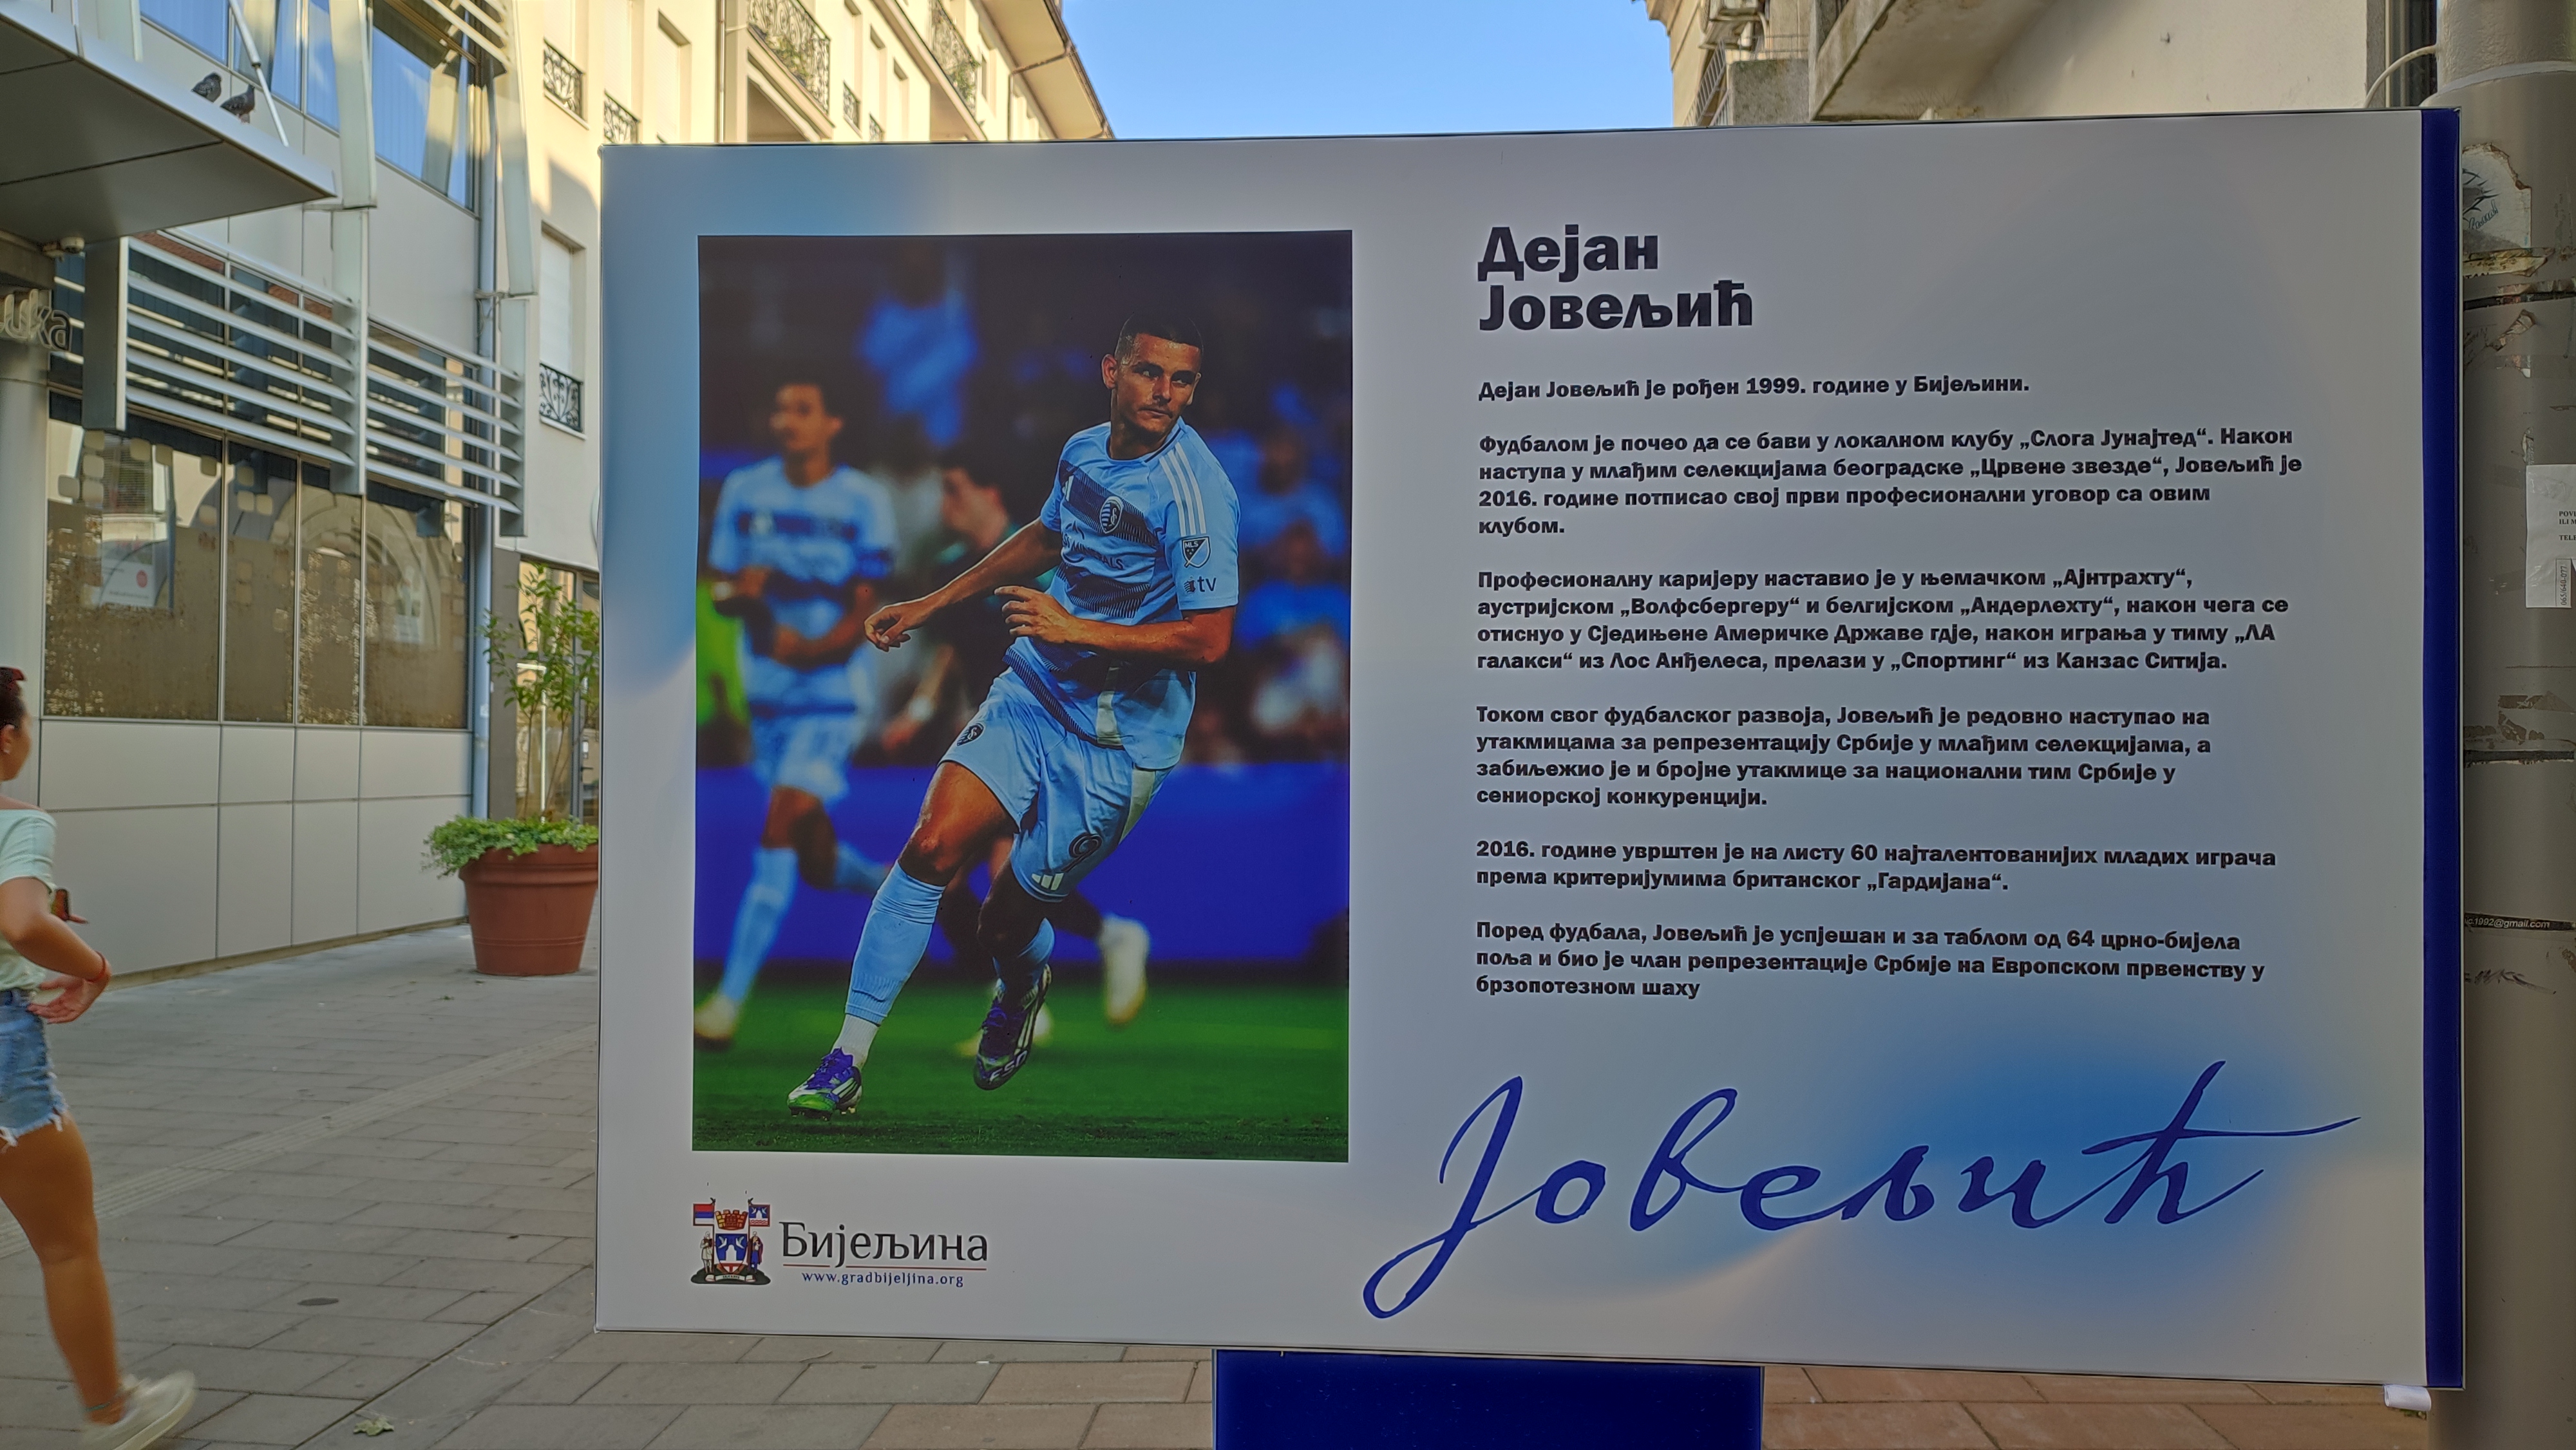 Дејан
Јовељић
Дејан Јовељић је рођен 1999. године у Бијељини.
Фудбалом је почео да се бави у локалном клубу „Слога Јунајтед“. Након
наступа у млађим селекцијама београдске „Црвене звезде“, Јовељић је
2016. године потписао свој први професионални уговор са овим
клубом.
Професионалну каријеру наставио је у њемачком „Ајнтрахту“,
аустријском „Волфсбергеру“ и белгијском „Андерлехту“, након чега се
отиснуо у Сједињене Америчке Државе гдје, након играња у тиму „ЛА
галакси“ из Лос Анђелеса, прелази у „Спортинг“ из Канзас Ситија.
Током свог фудбалског развоја, Јовељић је редовно наступао на
утакмицама за репрезентацију Србије у млађим селекцијама, а
забиљежио је и бројне утакмице за национални тим Србије у
сениорској конкуренцији.
2016. године уврштен је на листу 60 најталентованијих младих играча
према критеријумима британског „Гардијана“.
Поред фудбала, Јовељић је успјешан и за таблом од 64 црно-бијела
поља и био је члан репрезентације Србије на Европском првенству у
брзопотезном шаху
Јовељић
Бијељина
www.gradbijeljina.org
MLS
tv
9